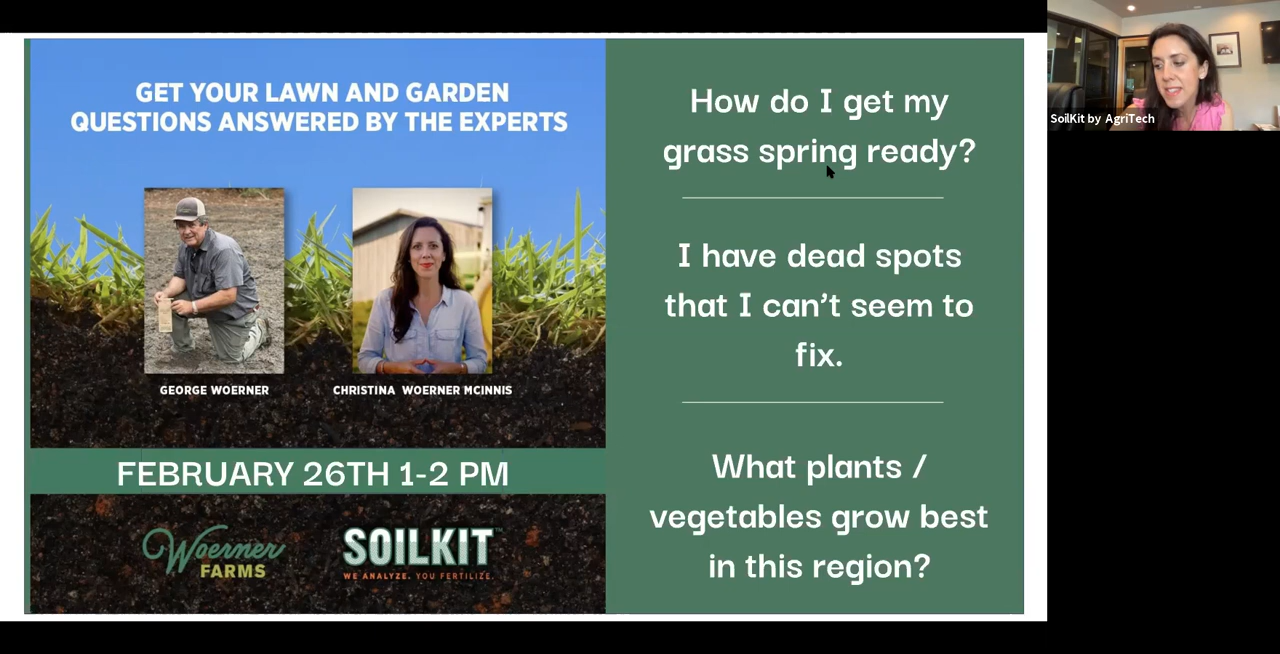 GET YOUR LAWN AND GARDEN
QUESTIONS ANSWERED BY THE EXPERTS
GEORGE WOERNER
CHRISTINA WOERNER MCINNIS
FEBRUARY 26TH 1-2 PM
Woerner
FARMS
SOILKIT™
WE ANALYZE. YOU FERTILIZE.
How do I get my
grass spring ready?
I have dead spots
that I can’t seem to
fix.
What plants /
vegetables grow best
in this region?
SoilKit by AgriTech